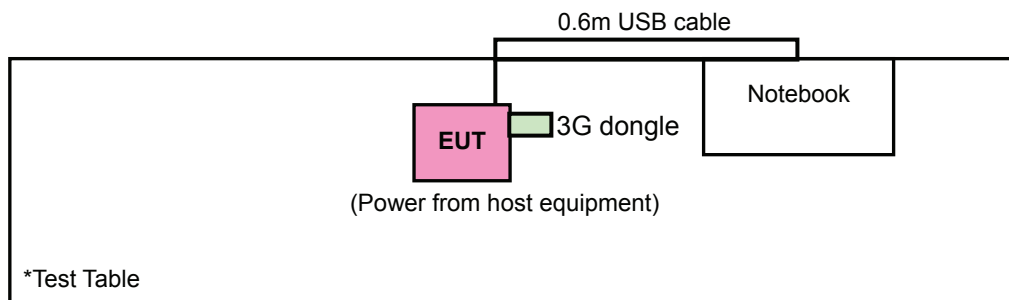 0.6m USB cable
Notebook
EUT
3G dongle
(Power from host equipment)
*Test Table